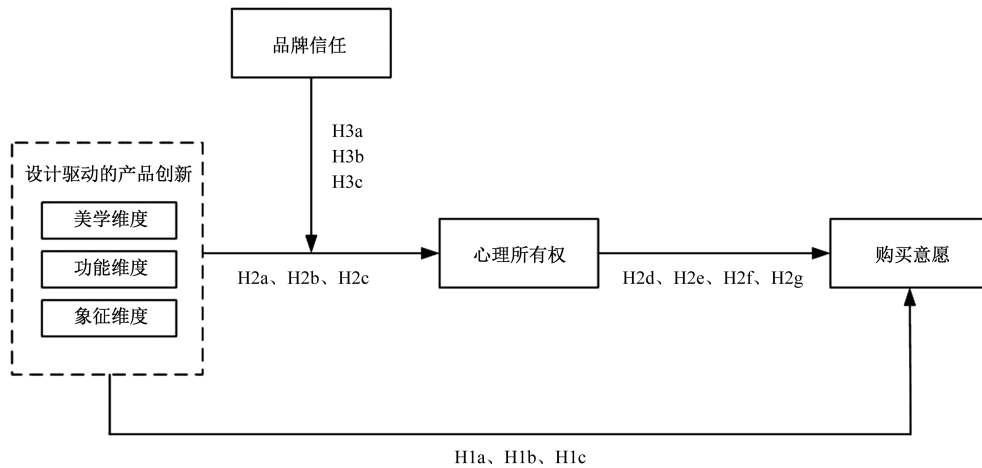 品牌信任
H3a
H3b
H3c
设计驱动的产品创新
美学维度
功能维度
象征维度
H2a、H2b、H2c
心理所有权
H2d、H2e、H2f、H2g
购买意愿
H1a、H1b、H1c